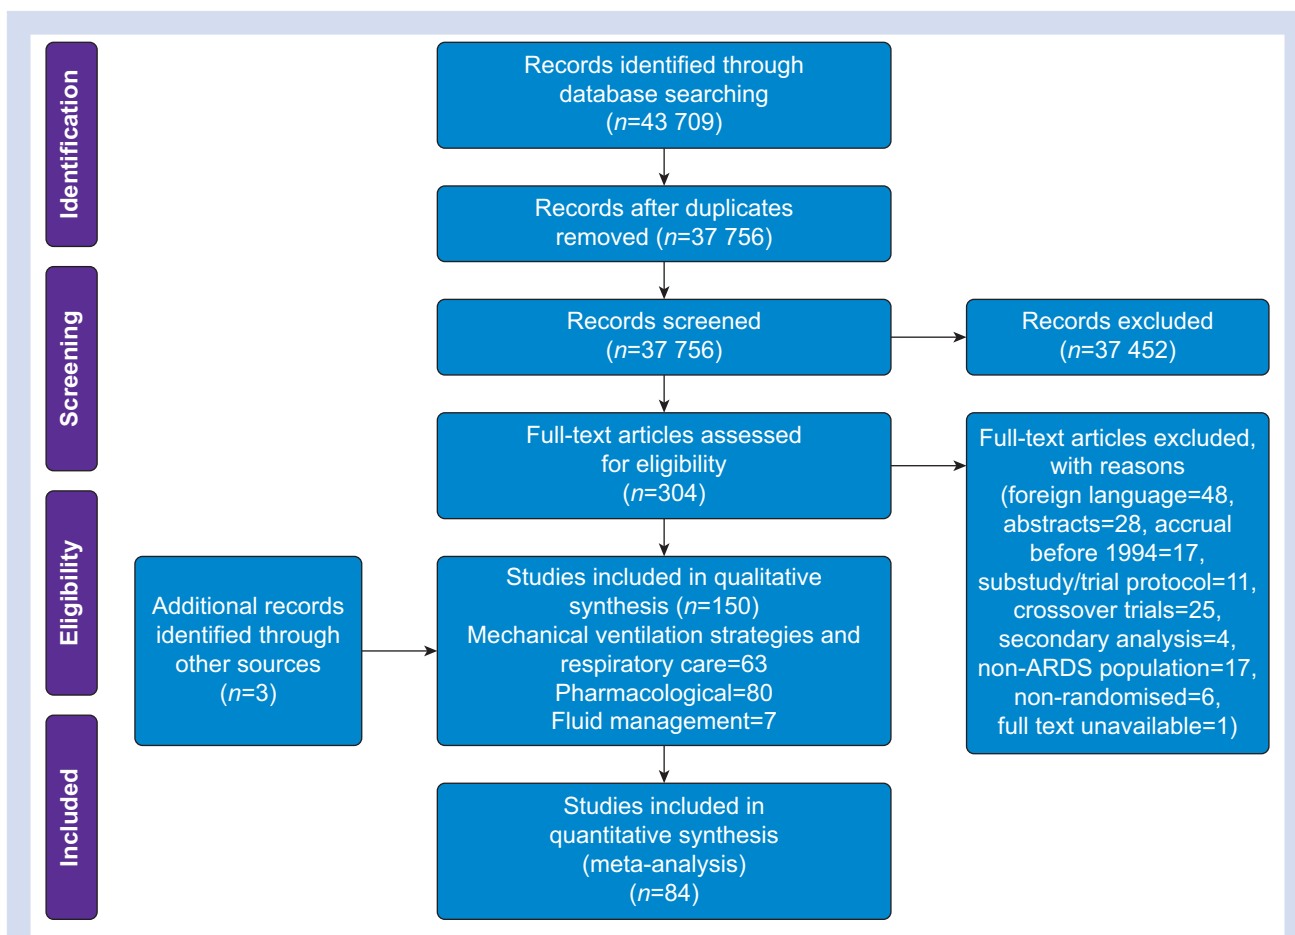 Identification
Records identified through
database searching
(n=43 709)
Records after duplicates
removed (n=37 756)
Screening
Records screened
(n=37 756)
Records excluded
(n=37 452)
Full-text articles assessed
for eligibility
(n=304)
Full-text articles excluded,
with reasons
(foreign language=48,
abstracts=28, accrual
before 1994=17,
substudy/trial protocol=11,
crossover trials=25,
secondary analysis=4,
non-ARDS population=17,
non-randomised=6,
full text unavailable=1)
Eligibility
Additional records
identified through
other sources
(n=3)
Studies included in qualitative
synthesis (n=150)
Mechanical ventilation strategies and
respiratory care=63
Pharmacological=80
Fluid management=7
Included
Studies included in
quantitative synthesis
(meta-analysis)
(n=84)